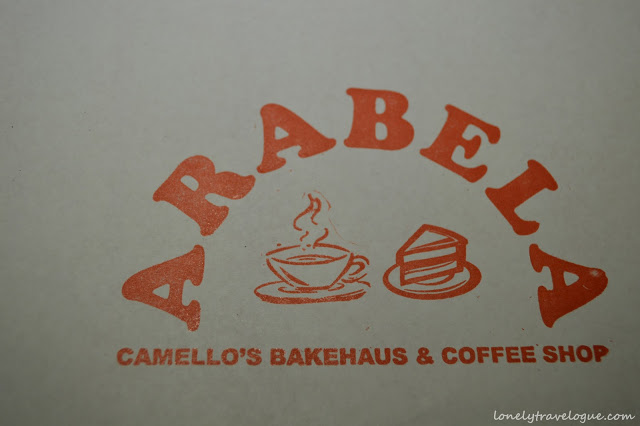 ARABELA
CAMELLO'S BAKEHAUS & COFFEE SHOP
lonelytravelogue.com